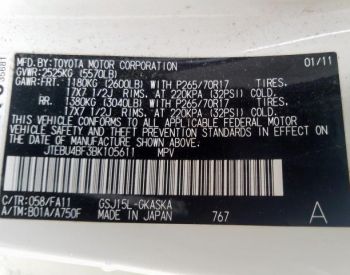 MFD.BY:TOYOTA MOTOR CORPORATION 01/11
GVWR:2525KG (5570LB)
GAWR:FRT. 1180KG (2600LB) WITH P265/70R17 TIRES.
17X7 1/2J RIMS. AT 220KPA (32PSI) COLD.
RR. 1380KG (3040LB) WITH P265/70R17 TIRES.
17X7 1/2J RIMS. AT 220KPA (32PSI) COLD.
THIS VEHICLE CONFORMS TO ALL APPLICABLE
FEDERAL MOTOR VEHICLE SAFETY STANDARDS IN
EFFECT ON THE DATE OF MANUFACTURE SHOWN ABOVE.
JTEBU4BF3BK105611 MPV
C/TR:058/FA11 GSJ15L-GKASKA
A/TM:B01A/A750F MADE IN JAPAN 767 A
35681